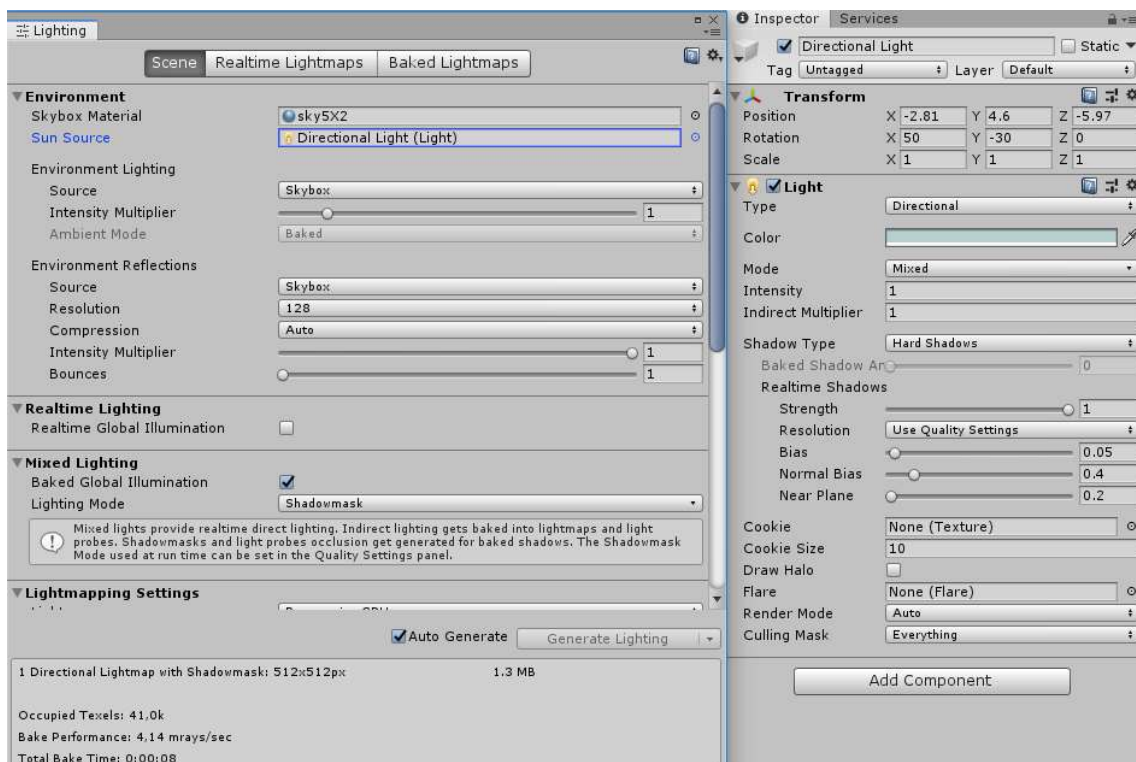 Lighting
Scene Realtime Lightmaps Baked Lightmaps
Environment
Skybox Material sky5X2
Sun Source Directional Light (Light)
Environment Lighting
Source Skybox
Intensity Multiplier 1
Ambient Mode Baked
Environment Reflections
Source Skybox
Resolution 128
Compression Auto
Intensity Multiplier 1
Bounces 1
Realtime Lighting
Realtime Global Illumination
Mixed Lighting
Baked Global Illumination
Lighting Mode Shadowmask
Mixed lights provide realtime direct lighting. Indirect lighting gets baked into lightmaps and light
probes. Shadowmasks and light probes occlusion get generated for baked shadows. The Shadowmask
Mode used at run time can be set in the Quality Settings panel.
Lightmapping Settings
Auto Generate Generate Lighting
1 Directional Lightmap with Shadowmask: 512x512px 1.3 MB
Occupied Texels: 41,0k
Bake Performance: 4,14 mrays/sec
Total Bake Time: 0:00:08
Inspector Services
Directional Light Static
Tag Untagged Layer Default
Transform
Position X -2.81 Y 4.6 Z -5.97
Rotation X 50 Y -30 Z 0
Scale X 1 Y 1 Z 1
Light
Type Directional
Color
Mode Mixed
Intensity 1
Indirect Multiplier 1
Shadow Type Hard Shadows
Baked Shadow An 0
Realtime Shadows
Strength 1
Resolution Use Quality Settings
Bias 0.05
Normal Bias 0.4
Near Plane 0.2
Cookie None (Texture)
Cookie Size 10
Draw Halo
Flare None (Flare)
Render Mode Auto
Culling Mask Everything
Add Component